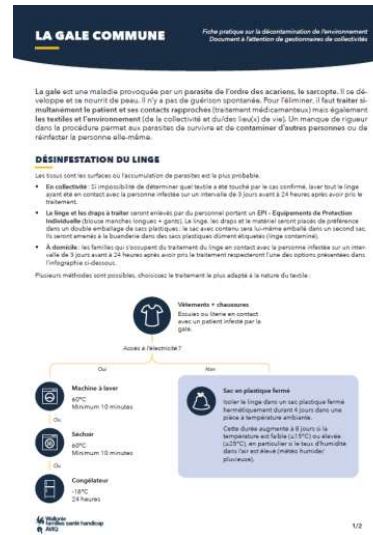 LA GALE COMMUNE
Fiche pratique sur la décontamination de l'environnement
Document à l'attention de gestionnaires de collectivités
La gale est une maladie provoquée par un parasite de l'ordre des acariens, le sarcopte. Il se dé-
veloppe et se nourrit de peau. Il n'y a pas de guérison spontanée. Pour l'éliminer, il faut traiter si-
multanément le patient et ses contacts rapprochés (traitement médicamenteux) mais également
les textiles et l'environnement (de la collectivité et du/des lieu(x) de vie). Un manque de rigueur
dans la procédure permet aux parasites de survivre et de contaminer d'autres personnes ou de
réinfester la personne elle-même.
DÉSINFESTATION DU LINGE
Les tissus sont les surfaces où l'accumulation de parasites est la plus probable.
• En collectivité : Si impossibilité de déterminer quel textile a été touché par le cas confirmé, laver tout le linge
ayant été en contact avec la personne infestée sur un intervalle de 3 jours avant à 24 heures après avoir pris le
traitement.
• Le linge et les draps à traiter seront enlevés par du personnel portant un EPI - Equipements de Protection
Individuelle (blouse manches longues + gants). Le linge, les draps et le matériel seront placés de préférence
dans un double emballage de sacs plastiques : le sac avec contenu sera lui-même emballé dans un second sac.
Ils seront amenés à la buanderie dans des sacs plastiques dûment étiquetés (linge contaminé).
• À domicile : les familles qui s'occupent du traitement du linge en contact avec la personne infestée sur un inter-
valle de 3 jours avant à 24 heures après avoir pris le traitement respecteront l'une des options présentées dans
l'infographie ci-dessous.
Plusieurs méthodes sont possibles, choisissez le traitement le plus adapté à la nature du textile :
Vêtements + chaussures
Essuies ou literie en contact
avec un patient infesté par la
gale.
Accès à l'électricité ?
Oui
Non
Machine à laver
60°C
Minimum 10 minutes
Ou
Séchoir
60°C
Minimum 10 minutes
Ou
Congélateur
-18°C
24 heures
Sac en plastique fermé
Isoler le linge dans un sac plastique fermé
hermétiquement durant 4 jours dans une
pièce à température ambiante.
Cette durée augmente à 8 jours si la
température est faible (≤15°C) ou élevée
(≥25°C), en particulier si le taux d'humidité
dans l'air est élevé (météo humide/
pluvieuse).
Wallonie
familles santé handicap
AVIQ
1/2